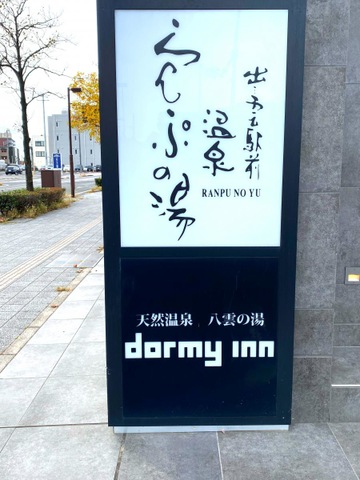 出雲駅前
温泉
らんぷの湯
RANPU NO YU
天然温泉 八雲の湯
dormy inn